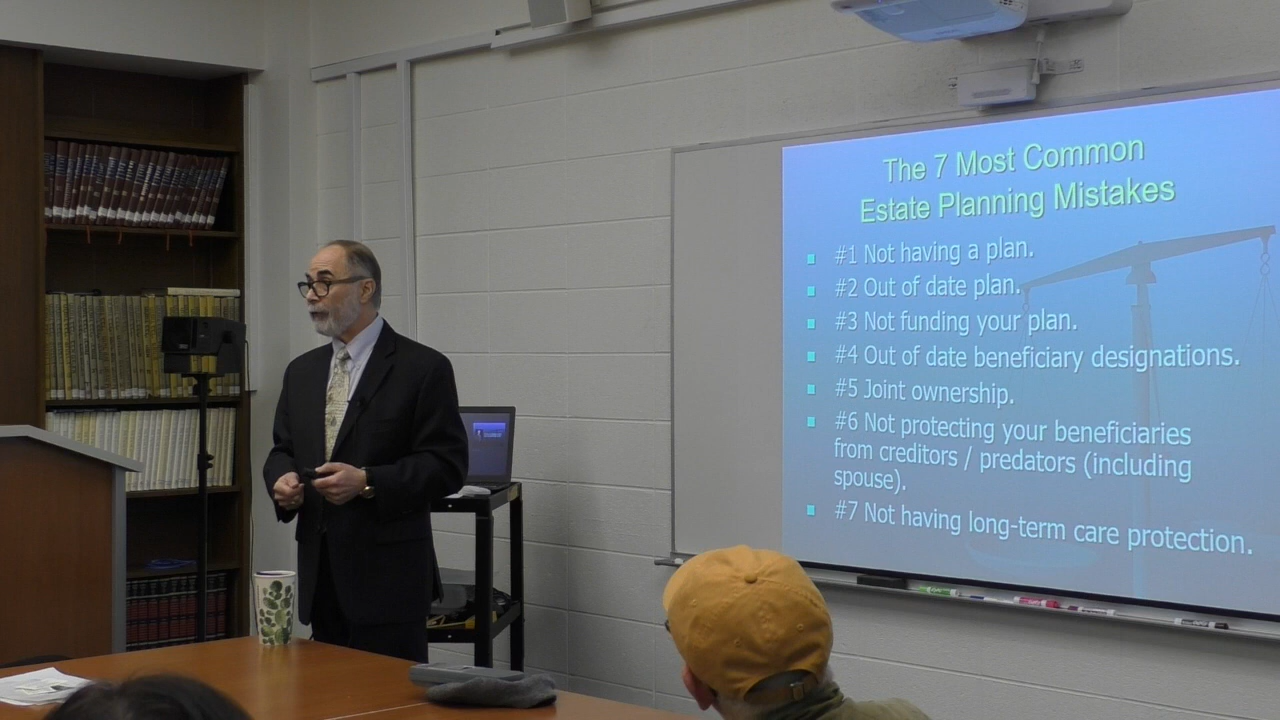 The 7 Most Common
Estate Planning Mistakes
#1 Not having a plan.
#2 Out of date plan.
#3 Not funding your plan.
#4 Out of date beneficiary designations.
#5 Joint ownership.
#6 Not protecting your beneficiaries
from creditors / predators (including
spouse).
#7 Not having long-term care protection.